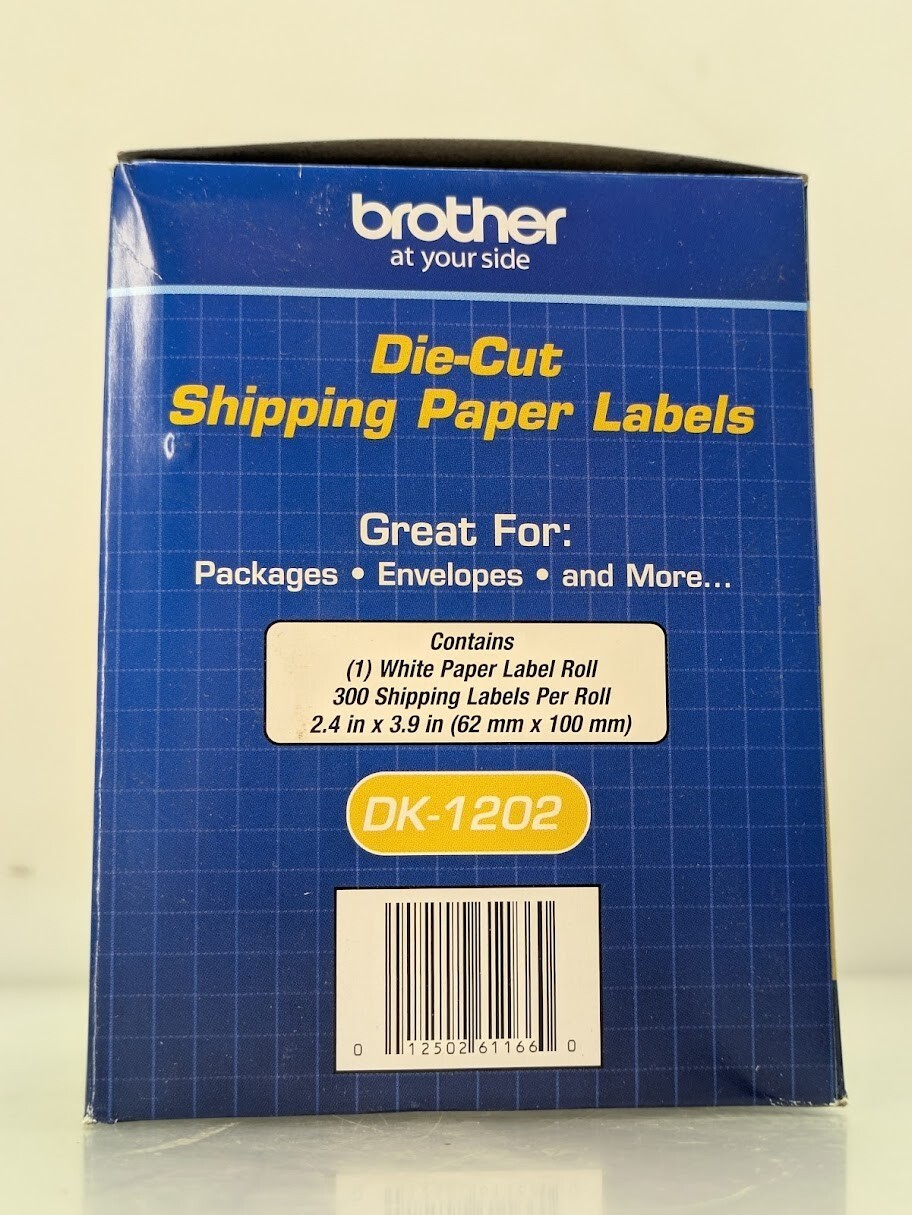 brother
at your side
Die-Cut
Shipping Paper Labels
Great For:
Packages • Envelopes • and More...
Contains
(1) White Paper Label Roll
300 Shipping Labels Per Roll
2.4 in x 3.9 in (62 mm x 100 mm)
DK-1202
0 12502 61166 0